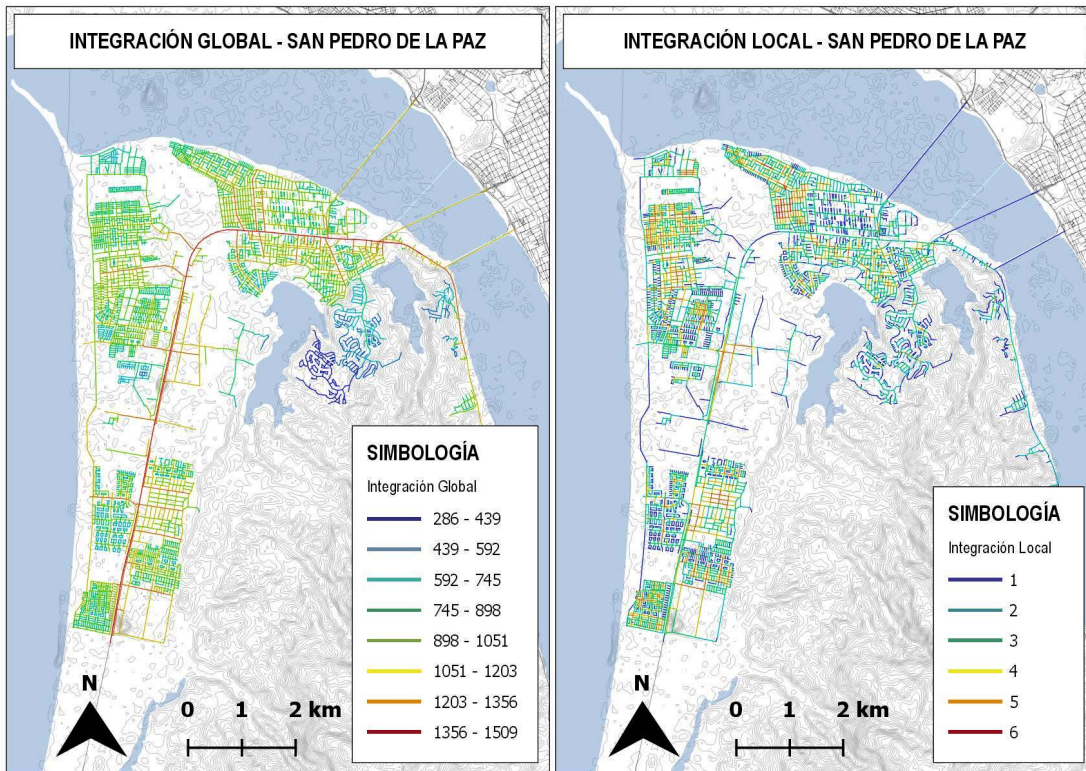 INTEGRACIÓN GLOBAL - SAN PEDRO DE LA PAZ
SIMBOLOGÍA
Integración Global
286 - 439
439 - 592
592 - 745
745 - 898
898 - 1051
1051 - 1203
1203 - 1356
1356 - 1509
N
0 1 2 km
INTEGRACIÓN LOCAL - SAN PEDRO DE LA PAZ
SIMBOLOGÍA
Integración Local
1
2
3
4
5
6
N
0 1 2 km